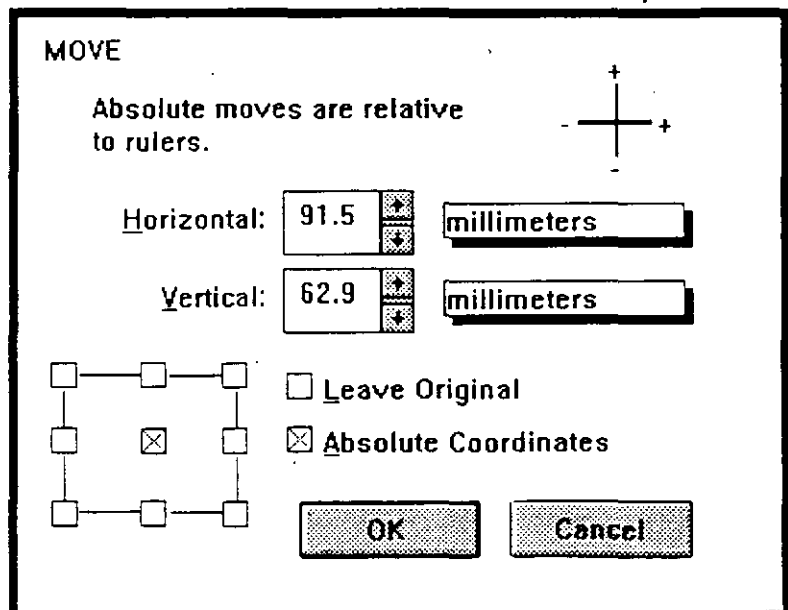 MOVE
Absolute moves are relative
to rulers.
+
- +
-
Horizontal: 91.5 millimeters
Vertical: 62.9 millimeters
Leave Original
Absolute Coordinates
OK Cancel